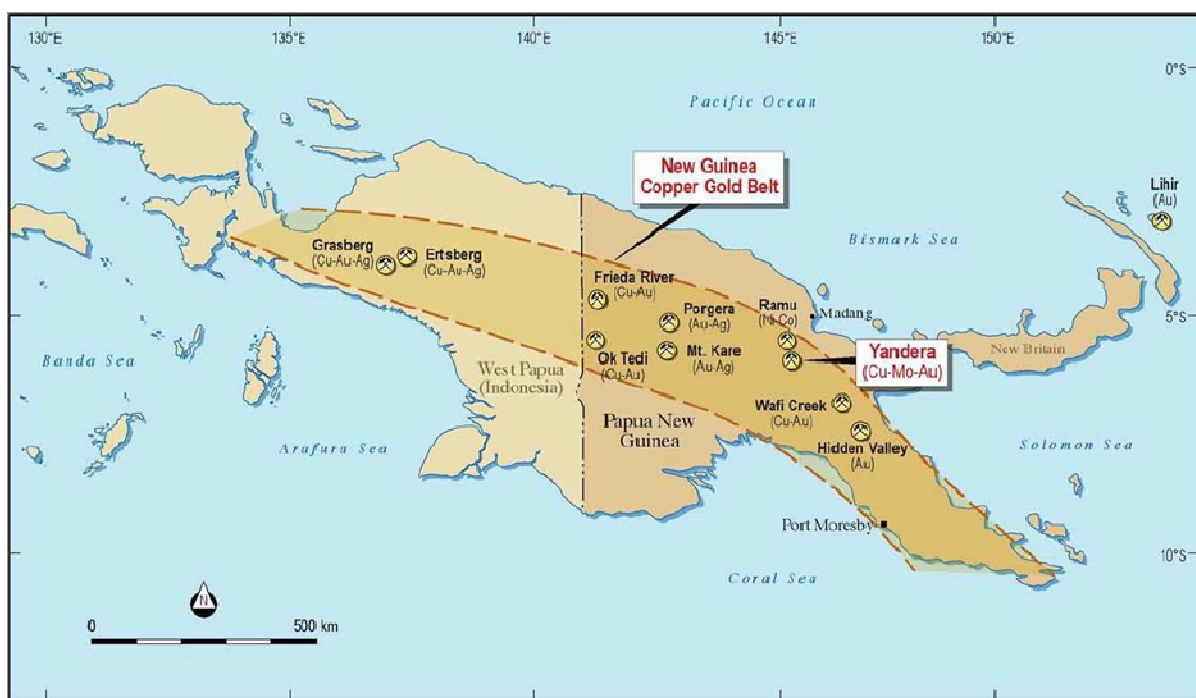 130°E
135°E
140°E
145°E
150°E
0°S
Pacific Ocean
New Guinea
Copper Gold Belt
Lihir
(Au)
Bismark Sea
Grasberg
(Cu-Au-Ag)
Ertsberg
(Cu-Au-Ag)
Frieda River
(Cu-Au)
Porgera
(Au-Ag)
Ramu
(Ni-Co)
Madang
5°S
Banda Sea
Ok Tedi
(Cu-Au)
Mt. Kare
(Au-Ag)
Yandera
(Cu-Mo-Au)
New Britain
West Papua
(Indonesia)
Wafi Creek
(Cu-Au)
Papua New
Guinea
Arafura Sea
Hidden Valley
(Au)
Solomon Sea
Port Moresby
10°S
Coral Sea
N
0
500 km